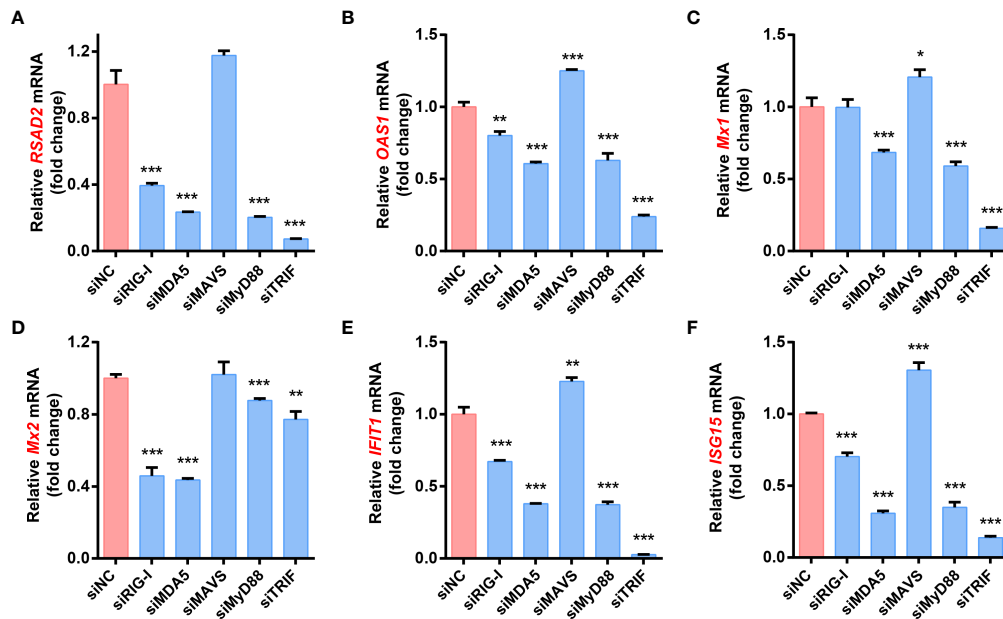 A
Relative RSAD2 mRNA
(fold change)
1.2
0.8
0.4
0.0
***
***
***
***
siNC
siRIG-I
siMDA5
siMAVS
siMyD88
siTRIF
B
Relative OAS1 mRNA
(fold change)
1.5
1.0
0.5
0.0
**
***
***
***
***
siNC
siRIG-I
siMDA5
siMAVS
siMyD88
siTRIF
C
Relative Mx1 mRNA
(fold change)
1.5
1.0
0.5
0.0
***
*
***
***
siNC
siRIG-I
siMDA5
siMAVS
siMyD88
siTRIF
D
Relative Mx2 mRNA
(fold change)
1.2
0.8
0.4
0.0
***
***
***
**
siNC
siRIG-I
siMDA5
siMAVS
siMyD88
siTRIF
E
Relative IFIT1 mRNA
(fold change)
1.5
1.0
0.5
0.0
***
***
**
***
***
siNC
siRIG-I
siMDA5
siMAVS
siMyD88
siTRIF
F
Relative ISG15 mRNA
(fold change)
1.5
1.0
0.5
0.0
***
***
***
***
***
siNC
siRIG-I
siMDA5
siMAVS
siMyD88
siTRIF